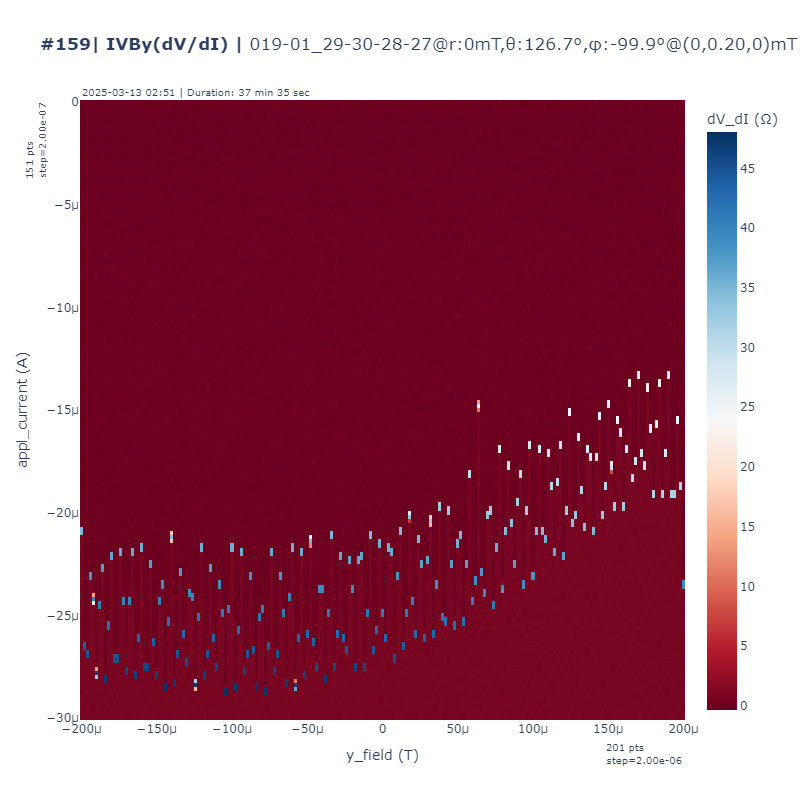 #159| IVBy(dV/dI) | 019-01_29-30-28-27@r:0mT,θ:126.7°,φ:-99.9°@(0,0.20,0)mT
2025-03-13 02:51 | Duration: 37 min 35 sec
151 pts
step=2.00e-07
dV_dI (Ω)
0
−5μ
−10μ
−15μ
−20μ
−25μ
−30μ
appl_current (A)
45
40
35
30
25
20
15
10
5
0
−200μ
−150μ
−100μ
−50μ
0
50μ
100μ
150μ
200μ
y_field (T)
201 pts
step=2.00e-06